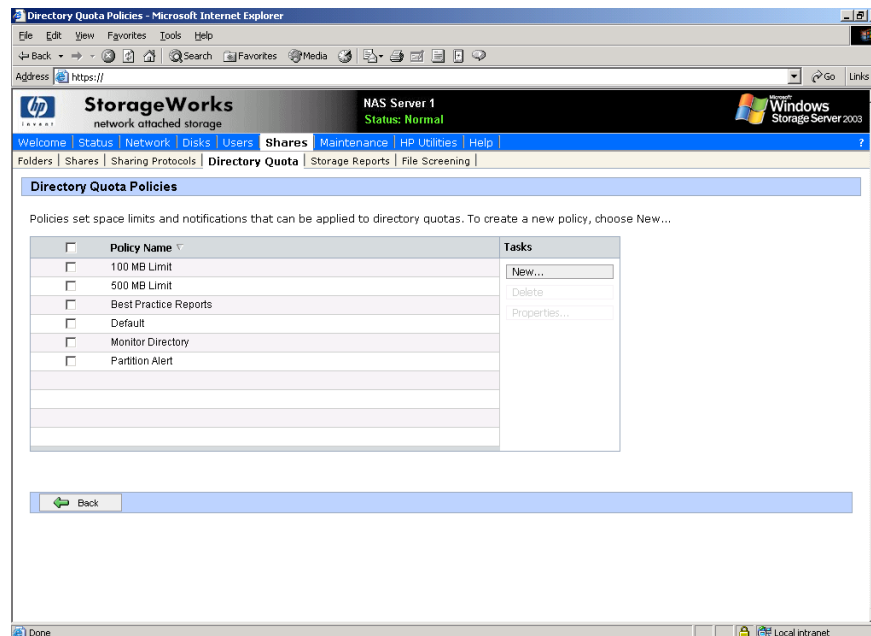 Directory Quota Policies - Microsoft Internet Explorer
File Edit View Favorites Tools Help
Back Search Favorites Media
Address https:// Go Links
hp invent StorageWorks network attached storage
NAS Server 1
Status: Normal
Microsoft Windows Storage Server 2003
Welcome Status Network Disks Users Shares Maintenance HP Utilities Help ?
Folders Shares Sharing Protocols Directory Quota Storage Reports File Screening
Directory Quota Policies
Policies set space limits and notifications that can be applied to directory quotas. To create a new policy, choose New...
Policy Name Tasks
100 MB Limit
500 MB Limit
Best Practice Reports
Default
Monitor Directory
Partition Alert
New...
Delete
Properties...
Back
Done Local intranet